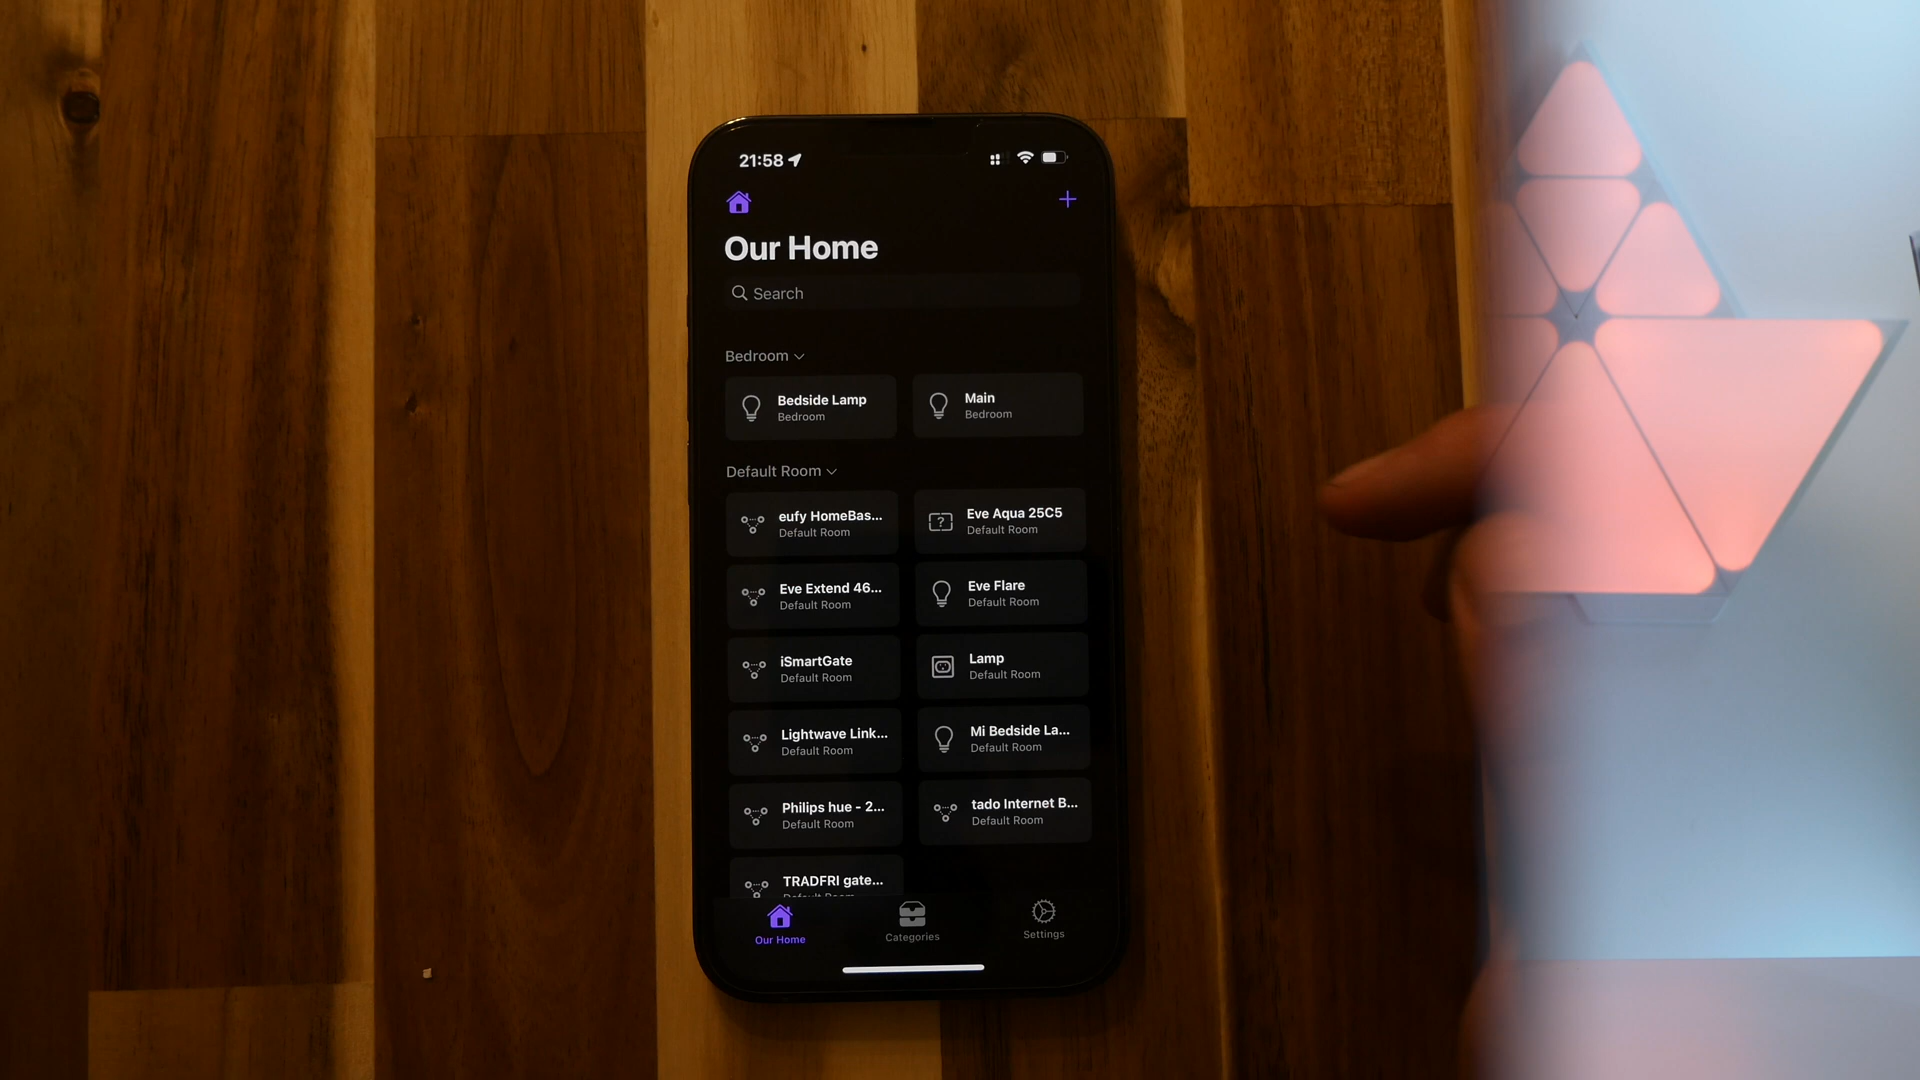 21:58
Our Home
Search
Bedroom
Bedside Lamp
Bedroom
Main
Bedroom
Default Room
eufy HomeBas...
Default Room
Eve Aqua 25C5
Default Room
Eve Extend 46...
Default Room
Eve Flare
Default Room
iSmartGate
Default Room
Lamp
Default Room
Lightwave Link...
Default Room
Mi Bedside La...
Default Room
Philips hue - 2...
Default Room
tado Internet B...
Default Room
TRADFRI gate...
Default Room
Our Home
Categories
Settings